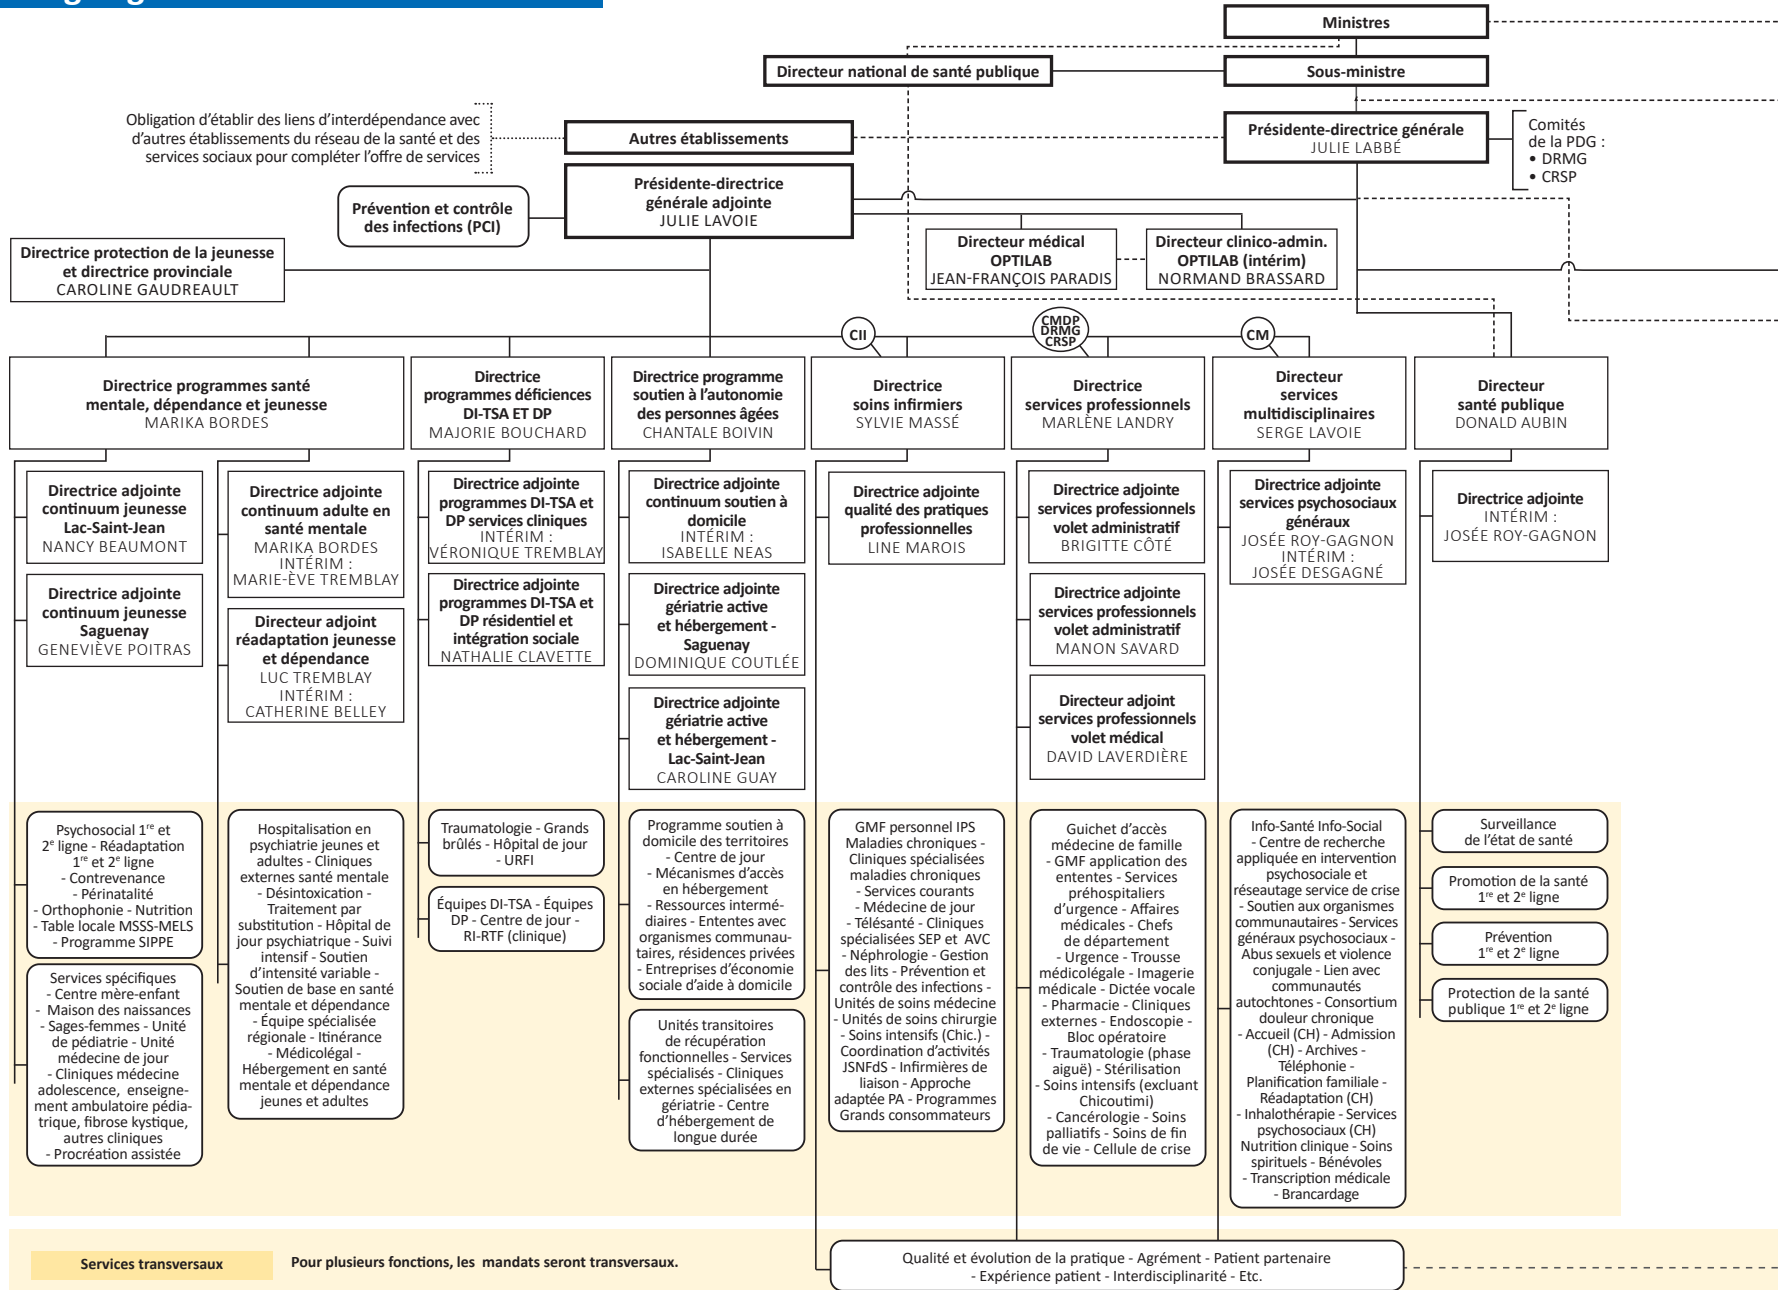 Ministres
Directeur national de santé publique
Sous-ministre
Obligation d'établir des liens d'interdépendance avec
d'autres établissements du réseau de la santé et des
services sociaux pour compléter l'offre de services
Autres établissements
Présidente-directrice générale
JULIE LABBÉ
Comités
de la PDG :
• DRMG
• CRSP
Présidente-directrice
générale adjointe
JULIE LAVOIE
Prévention et contrôle
des infections (PCI)
Directeur médical
OPTILAB
JEAN-FRANÇOIS PARADIS
Directeur clinico-admin.
OPTILAB (intérim)
NORMAND BRASSARD
Directrice protection de la jeunesse
et directrice provinciale
CAROLINE GAUDREAULT
CII
CMDP
DRMG
CRSP
CM
Directrice programmes santé
mentale, dépendance et jeunesse
MARIKA BORDES
Directrice
programmes déficiences
DI-TSA ET DP
MAJORIE BOUCHARD
Directrice programme
soutien à l'autonomie
des personnes âgées
CHANTALE BOIVIN
Directrice
soins infirmiers
SYLVIE MASSÉ
Directrice
services professionnels
MARLÈNE LANDRY
Directeur
services
multidisciplinaires
SERGE LAVOIE
Directeur
santé publique
DONALD AUBIN
Directrice adjointe
continuum jeunesse
Lac-Saint-Jean
NANCY BEAUMONT
Directrice adjointe
continuum jeunesse
Saguenay
GENEVIÈVE POITRAS
Directrice adjointe
continuum adulte en
santé mentale
MARIKA BORDES
INTÉRIM :
MARIE-ÈVE TREMBLAY
Directeur adjoint
réadaptation jeunesse
et dépendance
LUC TREMBLAY
INTÉRIM :
CATHERINE BELLEY
Directrice adjointe
programmes DI-TSA et
DP services cliniques
INTÉRIM :
VÉRONIQUE TREMBLAY
Directrice adjointe
programmes DI-TSA et
DP résidentiel et
intégration sociale
NATHALIE CLAVETTE
Directrice adjointe
continuum soutien à
domicile
INTÉRIM :
ISABELLE NEAS
Directrice adjointe
gériatrie active
et hébergement -
Saguenay
DOMINIQUE COUTLÉE
Directrice adjointe
gériatrie active
et hébergement -
Lac-Saint-Jean
CAROLINE GUAY
Directrice adjointe
qualité des pratiques
professionnelles
LINE MAROIS
Directrice adjointe
services professionnels
volet administratif
BRIGITTE CÔTÉ
Directrice adjointe
services professionnels
volet administratif
MANON SAVARD
Directeur adjoint
services professionnels
volet médical
DAVID LAVERDIÈRE
Directrice adjointe
services psychosociaux
généraux
JOSÉE ROY-GAGNON
INTÉRIM :
JOSÉE DESGAGNÉ
Directrice adjointe
INTÉRIM :
JOSÉE ROY-GAGNON
Psychosocial 1re et
2e ligne - Réadaptation
1re et 2e ligne
- Contrevenance
- Périnatalité
- Orthophonie - Nutrition
- Table locale MSSS-MELS
- Programme SIPPE
Services spécifiques
- Centre mère-enfant
- Maison des naissances
- Sages-femmes - Unité
de pédiatrie - Unité
médecine de jour
- Cliniques médecine
adolescence, enseigne-
ment ambulatoire pédia-
trique, fibrose kystique,
autres cliniques
- Procréation assistée
Hospitalisation en
psychiatrie jeunes et
adultes - Cliniques
externes santé mentale
- Désintoxication -
Traitement par
substitution - Hôpital de
jour psychiatrique - Suivi
intensif - Soutien
d'intensité variable -
Soutien de base en santé
mentale et dépendance
- Équipe spécialisée
régionale - Itinérance
- Médicolégal -
Hébergement en santé
mentale et dépendance
jeunes et adultes
Traumatologie - Grands
brûlés - Hôpital de jour
- URFI
Équipes DI-TSA - Équipes
DP - Centre de jour -
RI-RTF (clinique)
Programme soutien à
domicile des territoires
- Centre de jour
- Mécanismes d'accès
en hébergement
- Ressources intermé-
diaires - Ententes avec
organismes communau-
taires, résidences privées
- Entreprises d'économie
sociale d'aide à domicile
Unités transitoires
de récupération
fonctionnelles - Services
spécialisés - Cliniques
externes spécialisées en
gériatrie - Centre
d'hébergement de
longue durée
GMF personnel IPS
Maladies chroniques -
Cliniques spécialisées
maladies chroniques
- Services courants
- Médecine de jour
- Télésanté - Cliniques
spécialisées SEP et AVC
- Néphrologie - Gestion
des lits - Prévention et
contrôle des infections -
Unités de soins médecine
- Unités de soins chirurgie
- Soins intensifs (Chic.) -
Coordination d'activités
JSNFdS - Infirmières de
liaison - Approche
adaptée PA - Programmes
Grands consommateurs
Guichet d'accès
médecine de famille
- GMF application des
ententes - Services
préhospitaliers
d'urgence - Affaires
médicales - Chefs
de département
- Urgence - Trousse
médicolégale - Imagerie
médicale - Dictée vocale
- Pharmacie - Cliniques
externes - Endoscopie -
Bloc opératoire
- Traumatologie (phase
aiguë) - Stérilisation
- Soins intensifs (excluant
Chicoutimi)
- Cancérologie - Soins
palliatifs - Soins de fin
de vie - Cellule de crise
Info-Santé Info-Social
- Centre de recherche
appliquée en intervention
psychosociale et
réseautage service de crise
- Soutien aux organismes
communautaires - Services
généraux psychosociaux -
Abus sexuels et violence
conjugale - Lien avec
communautés
autochtones - Consortium
douleur chronique
- Accueil (CH) - Admission
(CH) - Archives -
Téléphonie -
Planification familiale -
Réadaptation (CH)
- Inhalothérapie - Services
psychosociaux (CH)
Nutrition clinique - Soins
spirituels - Bénévoles
- Transcription médicale
- Brancardage
Surveillance
de l'état de santé
Promotion de la santé
1re et 2e ligne
Prévention
1re et 2e ligne
Protection de la santé
publique 1re et 2e ligne
Services transversaux
Pour plusieurs fonctions, les mandats seront transversaux.
Qualité et évolution de la pratique - Agrément - Patient partenaire
- Expérience patient - Interdisciplinarité - Etc.